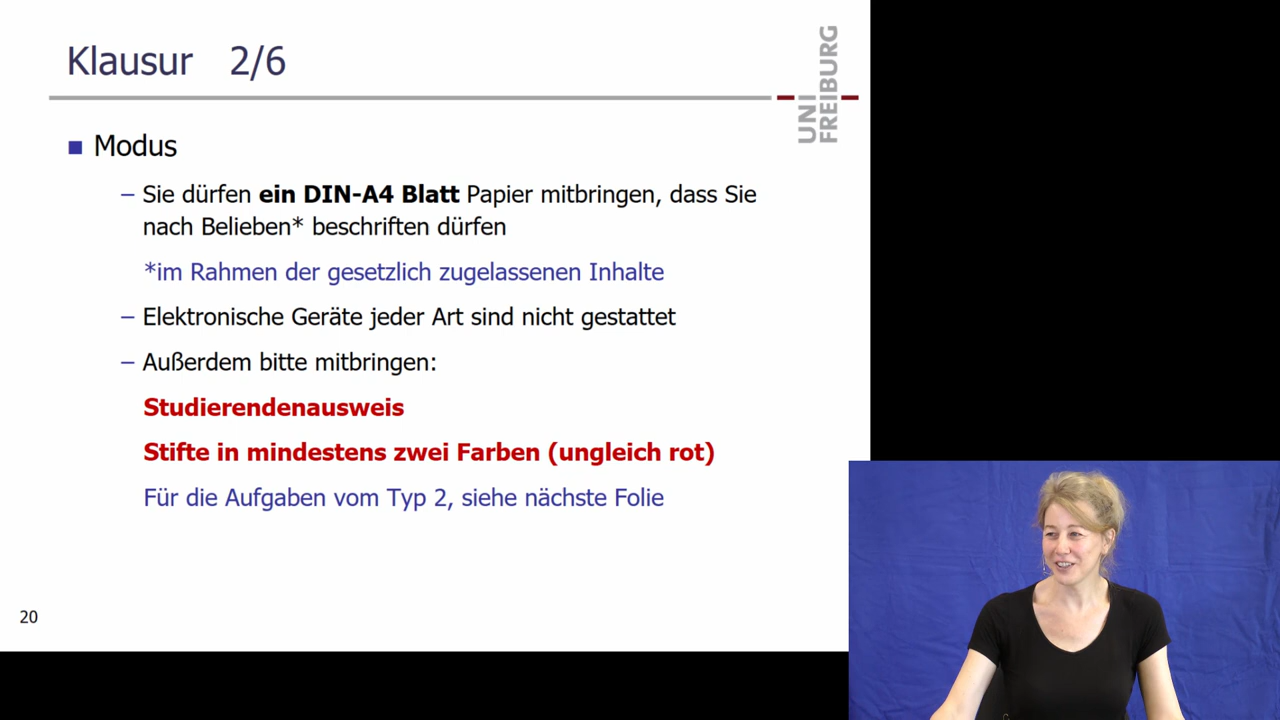 Klausur 2/6
UNI
FREIBURG
Modus
– Sie dürfen ein DIN-A4 Blatt Papier mitbringen, dass Sie
nach Belieben* beschriften dürfen
*im Rahmen der gesetzlich zugelassenen Inhalte
– Elektronische Geräte jeder Art sind nicht gestattet
– Außerdem bitte mitbringen:
Studierendenausweis
Stifte in mindestens zwei Farben (ungleich rot)
Für die Aufgaben vom Typ 2, siehe nächste Folie
20